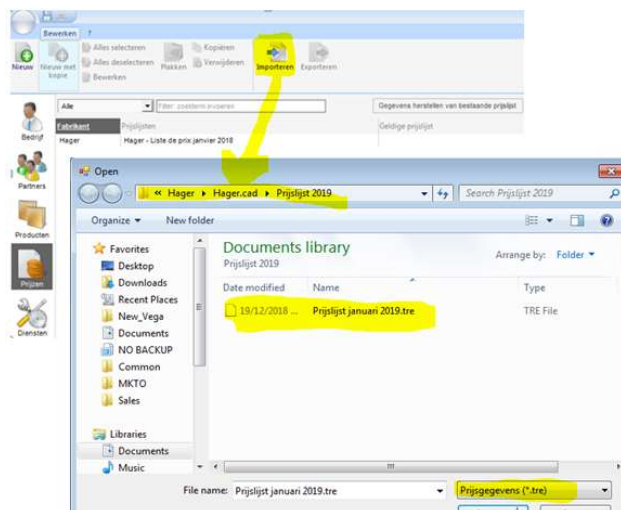 Bewerken ?
Nieuw
Nieuw met kopie
Alles selecteren
Alles deselecteren
Bewerken
Plakken
Kopiëren
Verwijderen
Importeren
Exporteren
Bedrijf
Partners
Producten
Prijzen
Diensten
Alle
Filter: zoekterm invoeren
Gegevens herstellen van bestaande prijslijst
Fabrikant Prijslijsten Geldige prijslijst
Hager Hager - Liste de prix janvier 2018
Open
« Hager Hager.cad Prijslijst 2019
Search Prijslijst 2019
Organize New folder
Favorites
Desktop
Downloads
Recent Places
New_Vega
Documents
NO BACKUP
Common
MKTO
Sales
Libraries
Documents
Music
Documents library
Prijslijst 2019
Arrange by: Folder
Date modified Name Type
19/12/2018 ... Prijslijst januari 2019.tre TRE File
File name: Prijslijst januari 2019.tre
Prijsgegevens (*.tre)